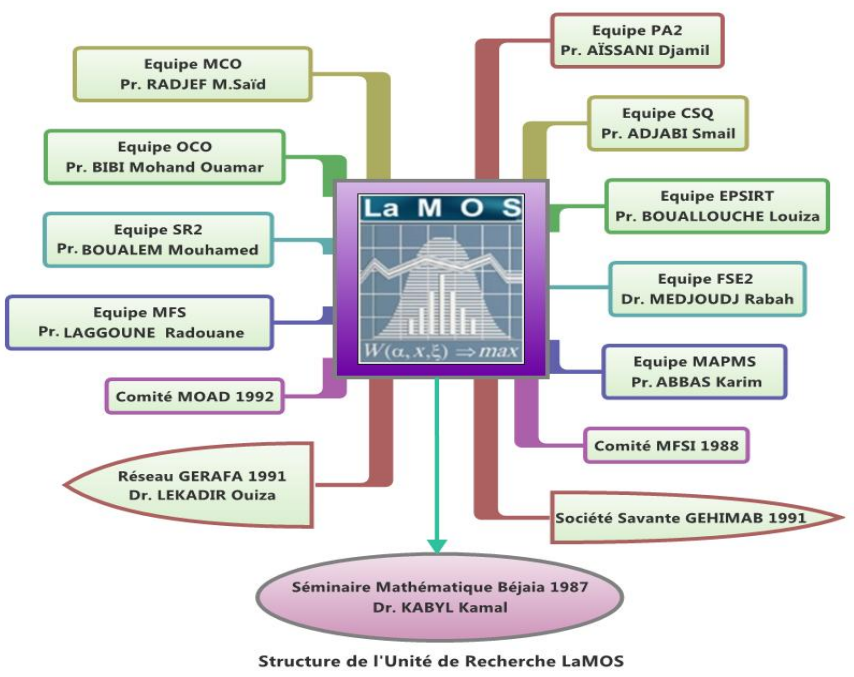 Equipe MCO
Pr. RADJEF M.Saïd
Equipe OCO
Pr. BIBI Mohand Ouamar
Equipe SR2
Pr. BOUALEM Mouhamed
Equipe MFS
Pr. LAGGOUNE Radouane
Comité MOAD 1992
Réseau GERAFA 1991
Dr. LEKADIR Ouiza
La M O S
W(α, x,ξ) ⇒max
Equipe PA2
Pr. AÏSSANI Djamil
Equipe CSQ
Pr. ADJABI Smail
Equipe EPSIRT
Pr. BOUALLOUCHE Louiza
Equipe FSE2
Dr. MEDJOUDJ Rabah
Equipe MAPMS
Pr. ABBAS Karim
Comité MFSI 1988
Société Savante GEHIMAB 1991
Séminaire Mathématique Béjaia 1987
Dr. KABYL Kamal
Structure de l'Unité de Recherche LaMOS